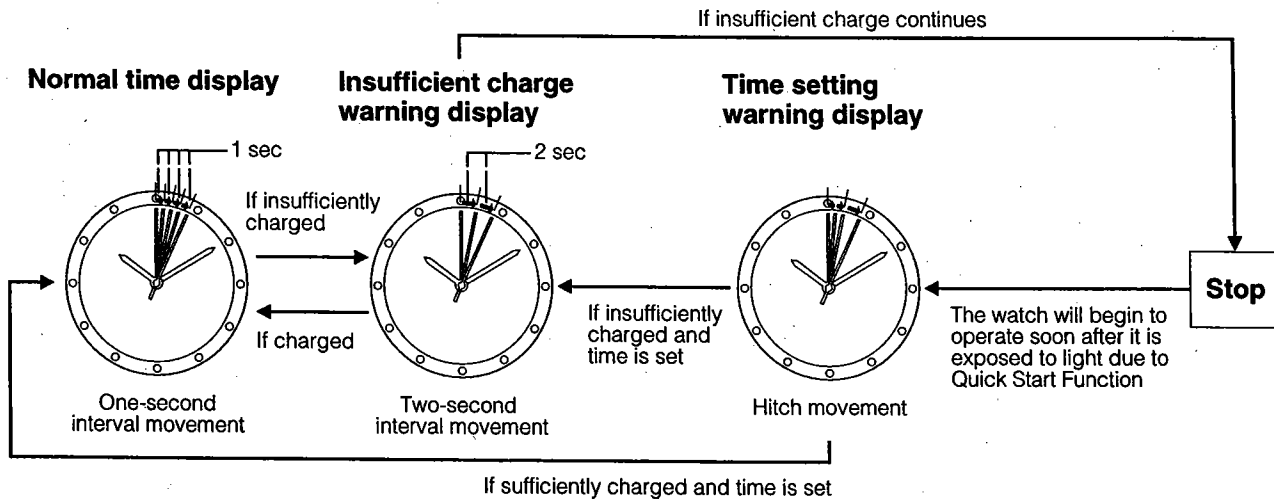 If insufficient charge continues
Normal time display
Insufficient charge
warning display
Time setting
warning display
1 sec
2 sec
If insufficiently
charged
If charged
If insufficiently
charged and
time is set
Stop
The watch will begin to
operate soon after it is
exposed to light due to
Quick Start Function
One-second
interval movement
Two-second
interval movement
Hitch movement
If sufficiently charged and time is set